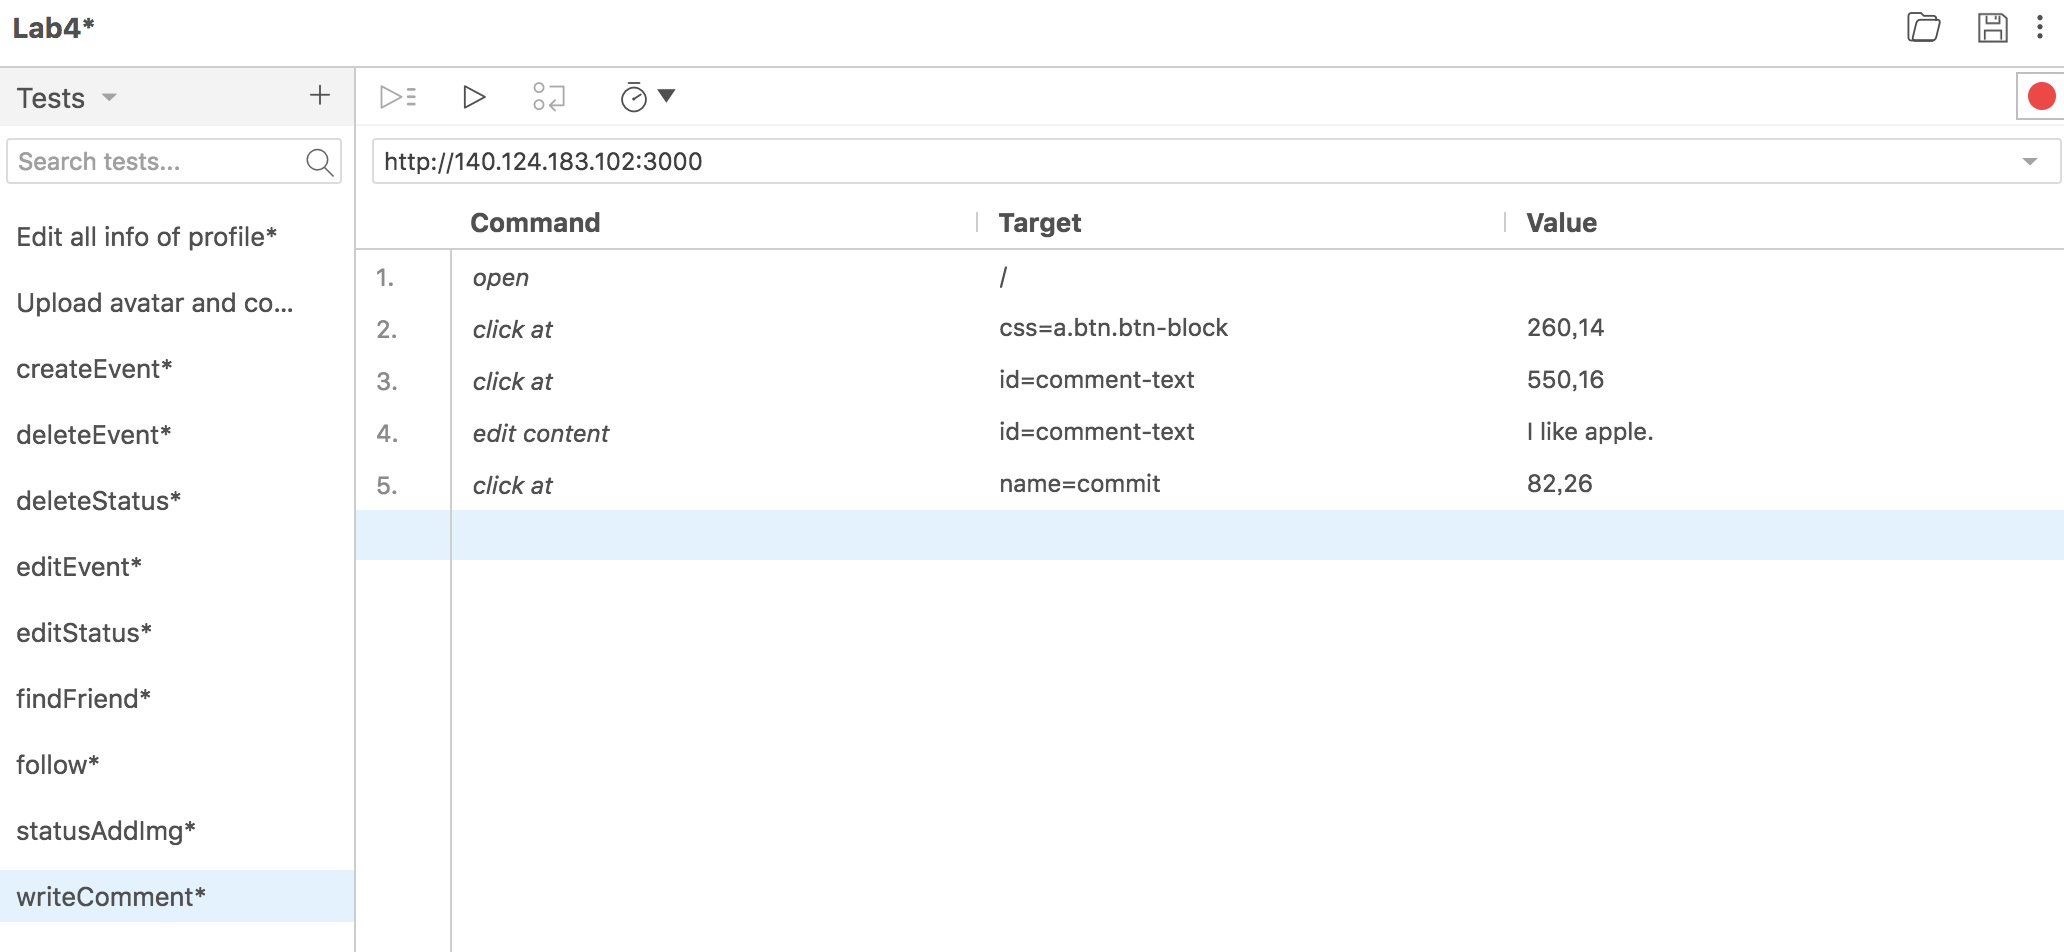 Lab4*
Tests
Search tests...
Edit all info of profile*
Upload avatar and co...
createEvent*
deleteEvent*
deleteStatus*
editEvent*
editStatus*
findFriend*
follow*
statusAddImg*
writeComment*
http://140.124.183.102:3000
Command Target Value
1. open /
2. click at css=a.btn.btn-block 260,14
3. click at id=comment-text 550,16
4. edit content id=comment-text I like apple.
5. click at name=commit 82,26